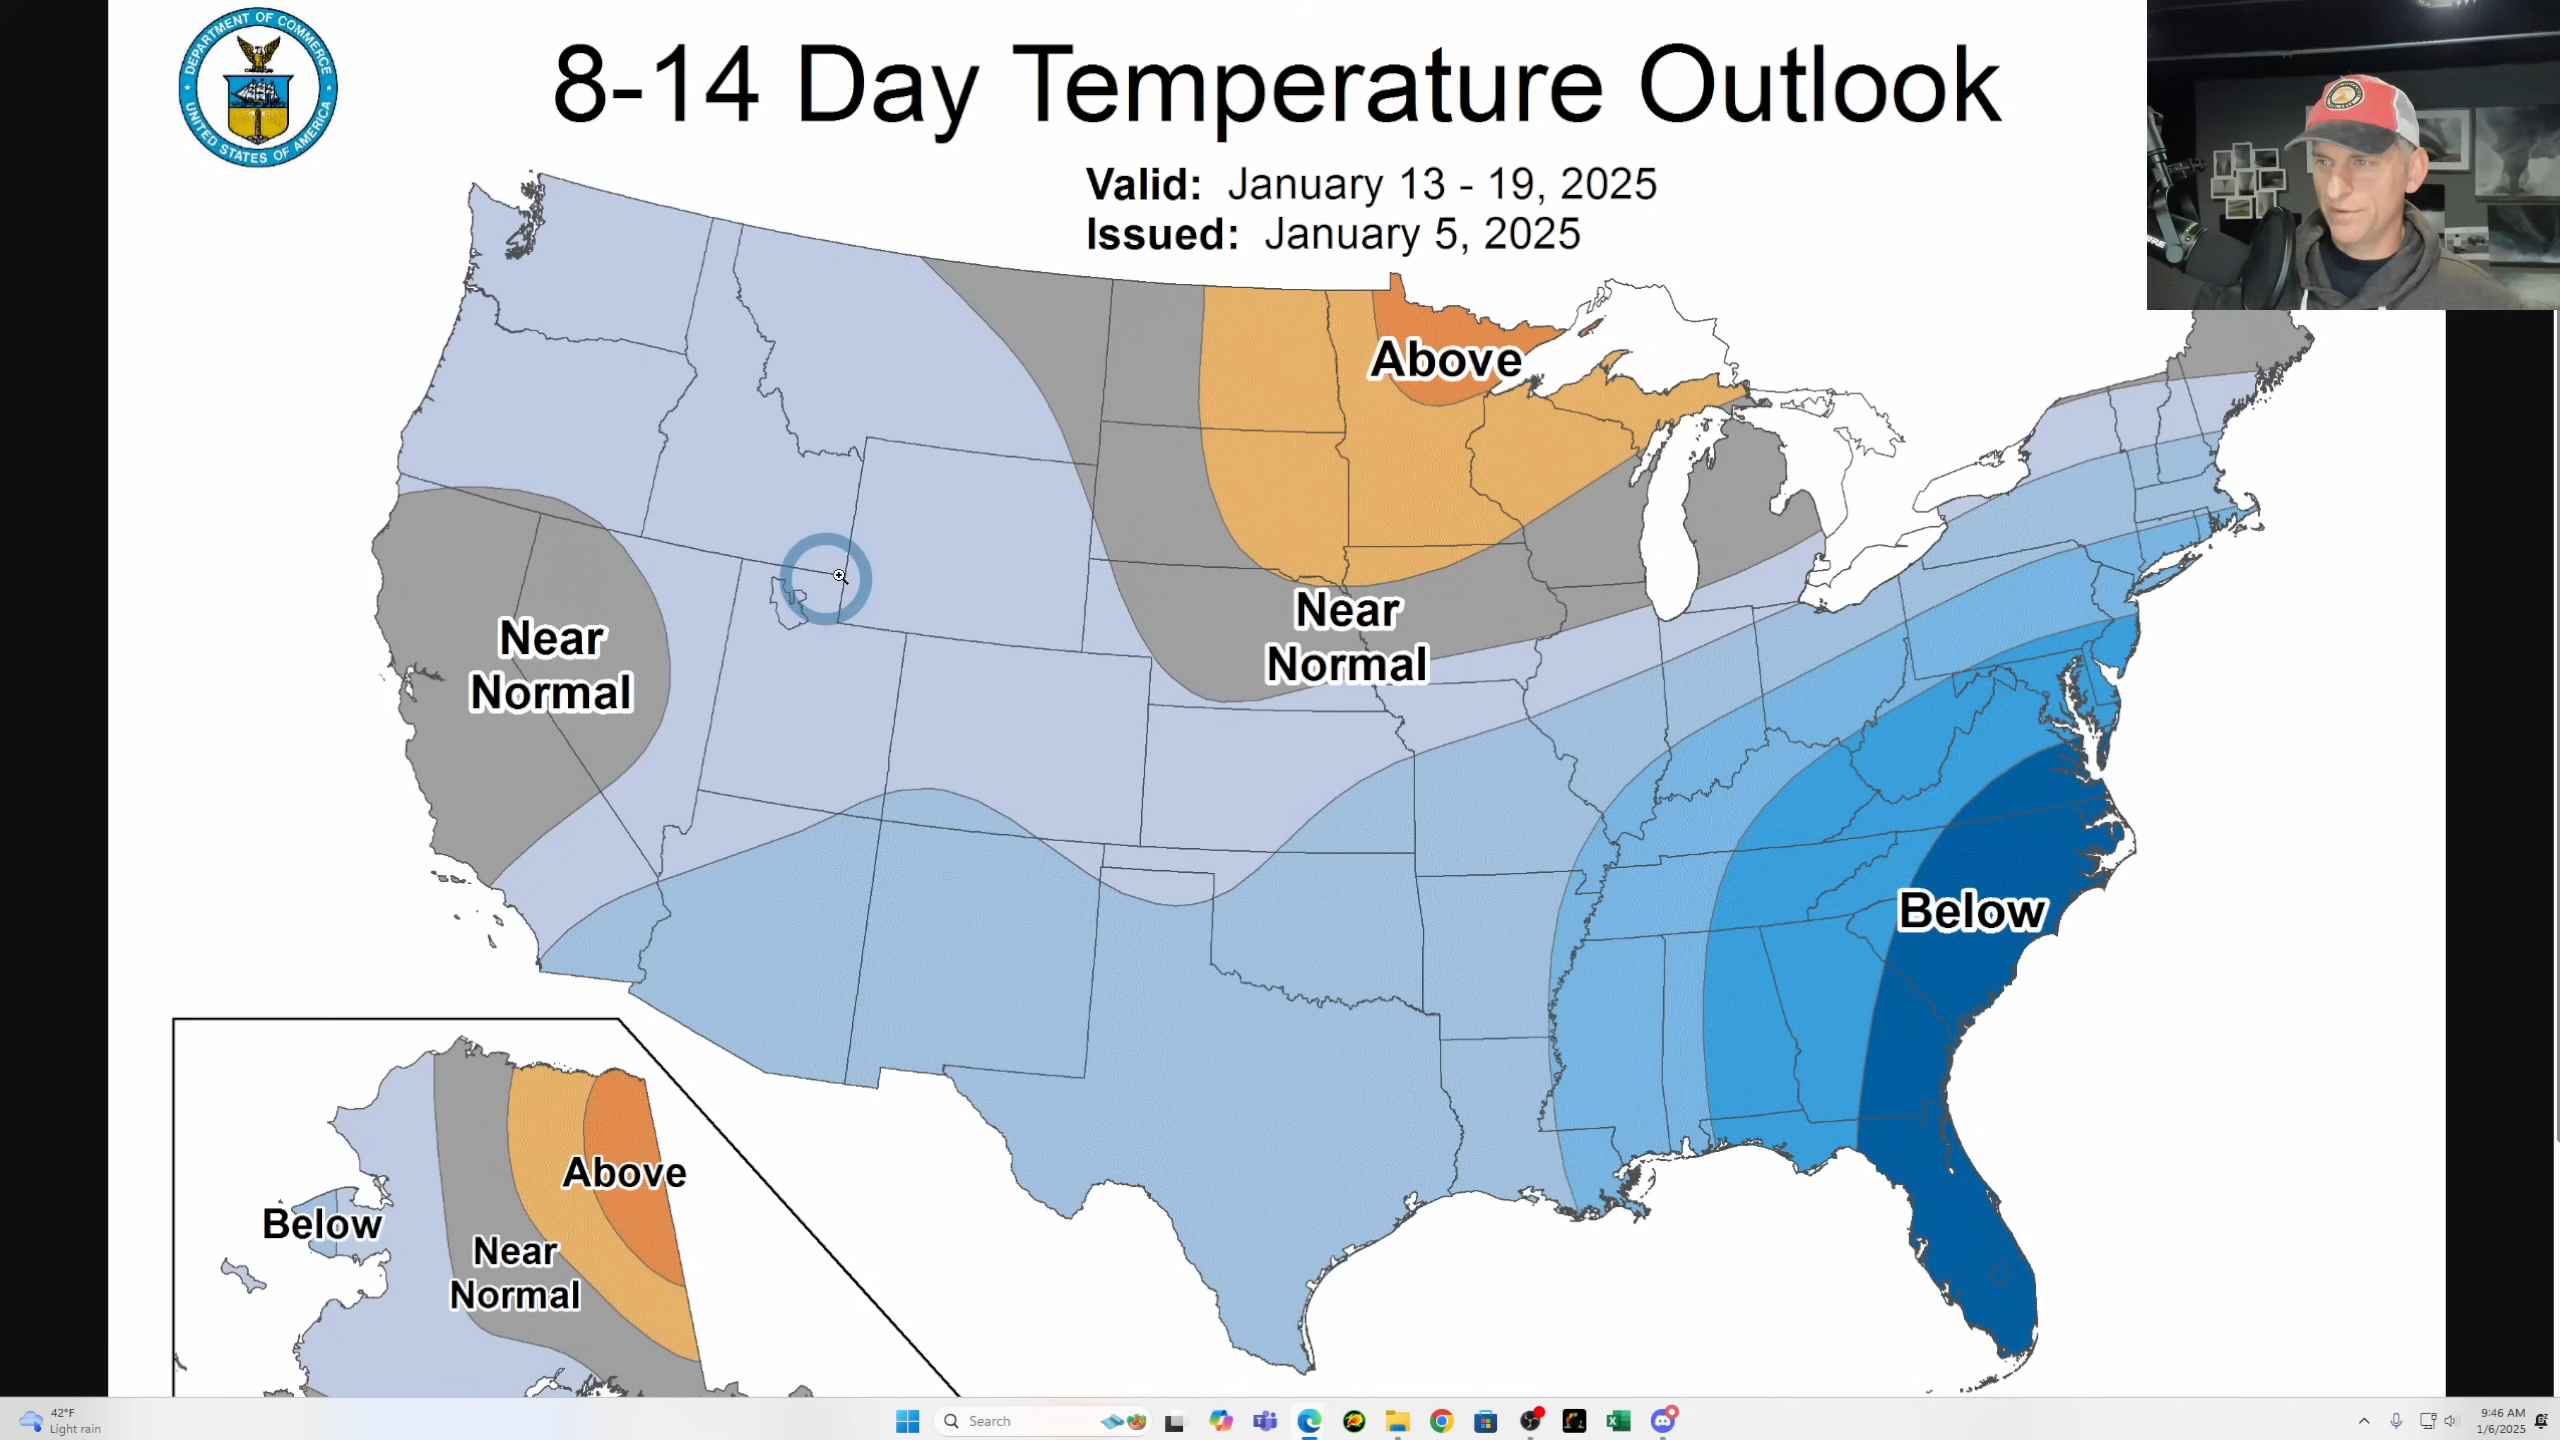 DEPARTMENT OF COMMERCE
UNITED STATES OF AMERICA
8-14 Day Temperature Outlook
Valid: January 13 - 19, 2025
Issued: January 5, 2025
Above
Near
Normal
Near
Normal
Below
Above
Below
Near
Normal
42°F
Light rain
Search
9:46 AM
1/6/2025